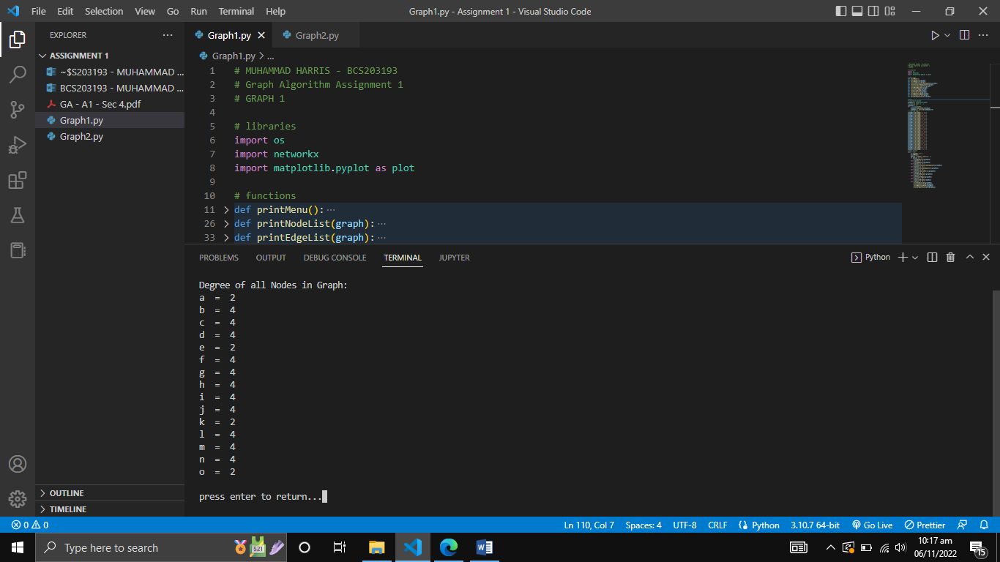 File Edit Selection View Go Run Terminal Help
Graph1.py - Assignment 1 - Visual Studio Code
EXPLORER
ASSIGNMENT 1
~$S203193 - MUHAMMAD ...
BCS203193 - MUHAMMAD ...
GA - A1 - Sec 4.pdf
Graph1.py
Graph2.py
OUTLINE
TIMELINE
Graph1.py Graph2.py
Graph1.py > ...
1 # MUHAMMAD HARRIS - BCS203193
2 # Graph Algorithm Assignment 1
3 # GRAPH 1
4
5 # libraries
6 import os
7 import networkx
8 import matplotlib.pyplot as plot
9
10 # functions
11 > def printMenu(): ...
26 > def printNodeList(graph): ...
33 > def printEdgeList(graph): ...
PROBLEMS OUTPUT DEBUG CONSOLE TERMINAL JUPYTER
Python
Degree of all Nodes in Graph:
a = 2
b = 4
c = 4
d = 4
e = 2
f = 4
g = 4
h = 4
i = 4
j = 4
k = 2
l = 4
m = 4
n = 4
o = 2
press enter to return...
0 0 Ln 110, Col 7 Spaces: 4 UTF-8 CRLF Python 3.10.7 64-bit Go Live Prettier
Type here to search
521
10:17 am
06/11/2022
15